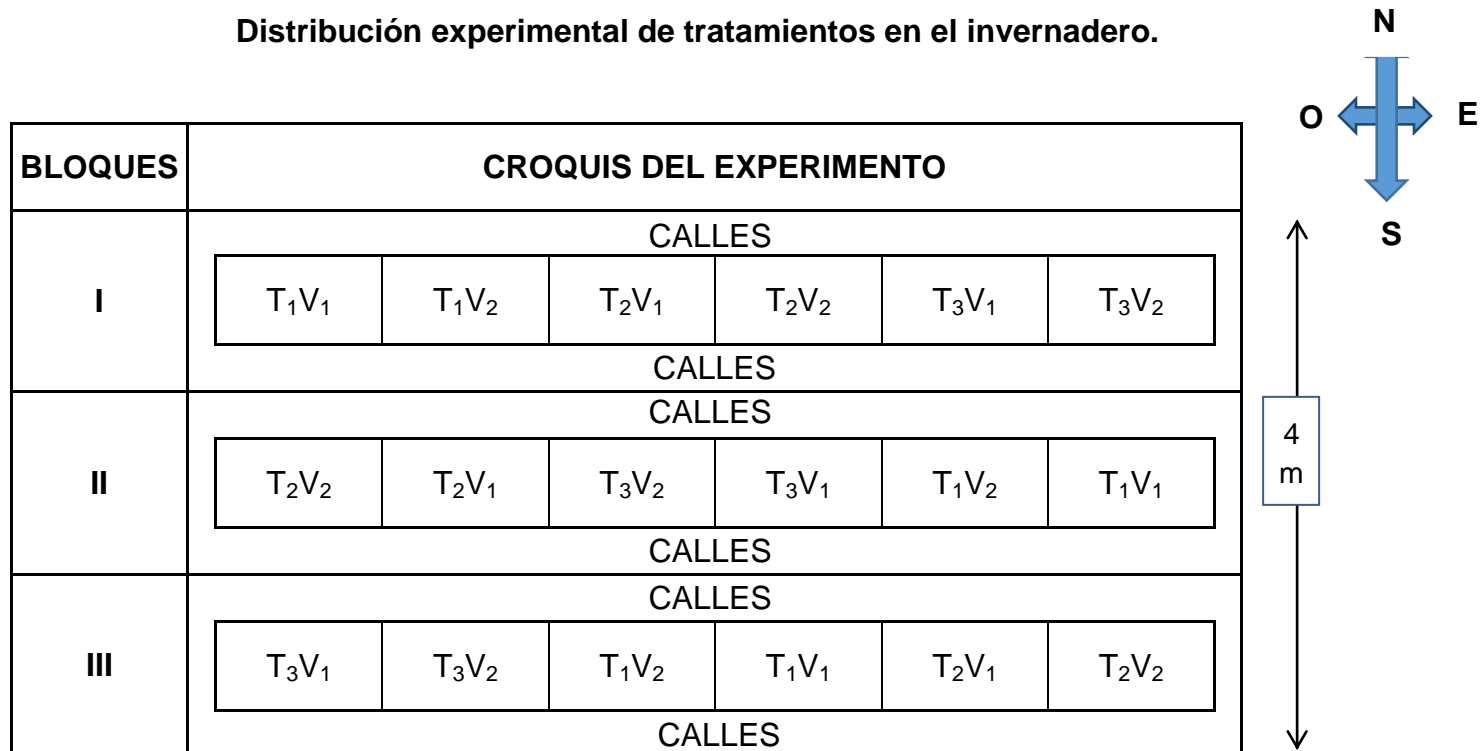 Distribución experimental de tratamientos en el invernadero.
N
O E
S
BLOQUES CROQUIS DEL EXPERIMENTO
CALLES
I T₁V₁ T₁V₂ T₂V₁ T₂V₂ T₃V₁ T₃V₂
CALLES
CALLES
II T₂V₂ T₂V₁ T₃V₂ T₃V₁ T₁V₂ T₁V₁
CALLES
CALLES
III T₃V₁ T₃V₂ T₁V₂ T₁V₁ T₂V₁ T₂V₂
CALLES
4
m